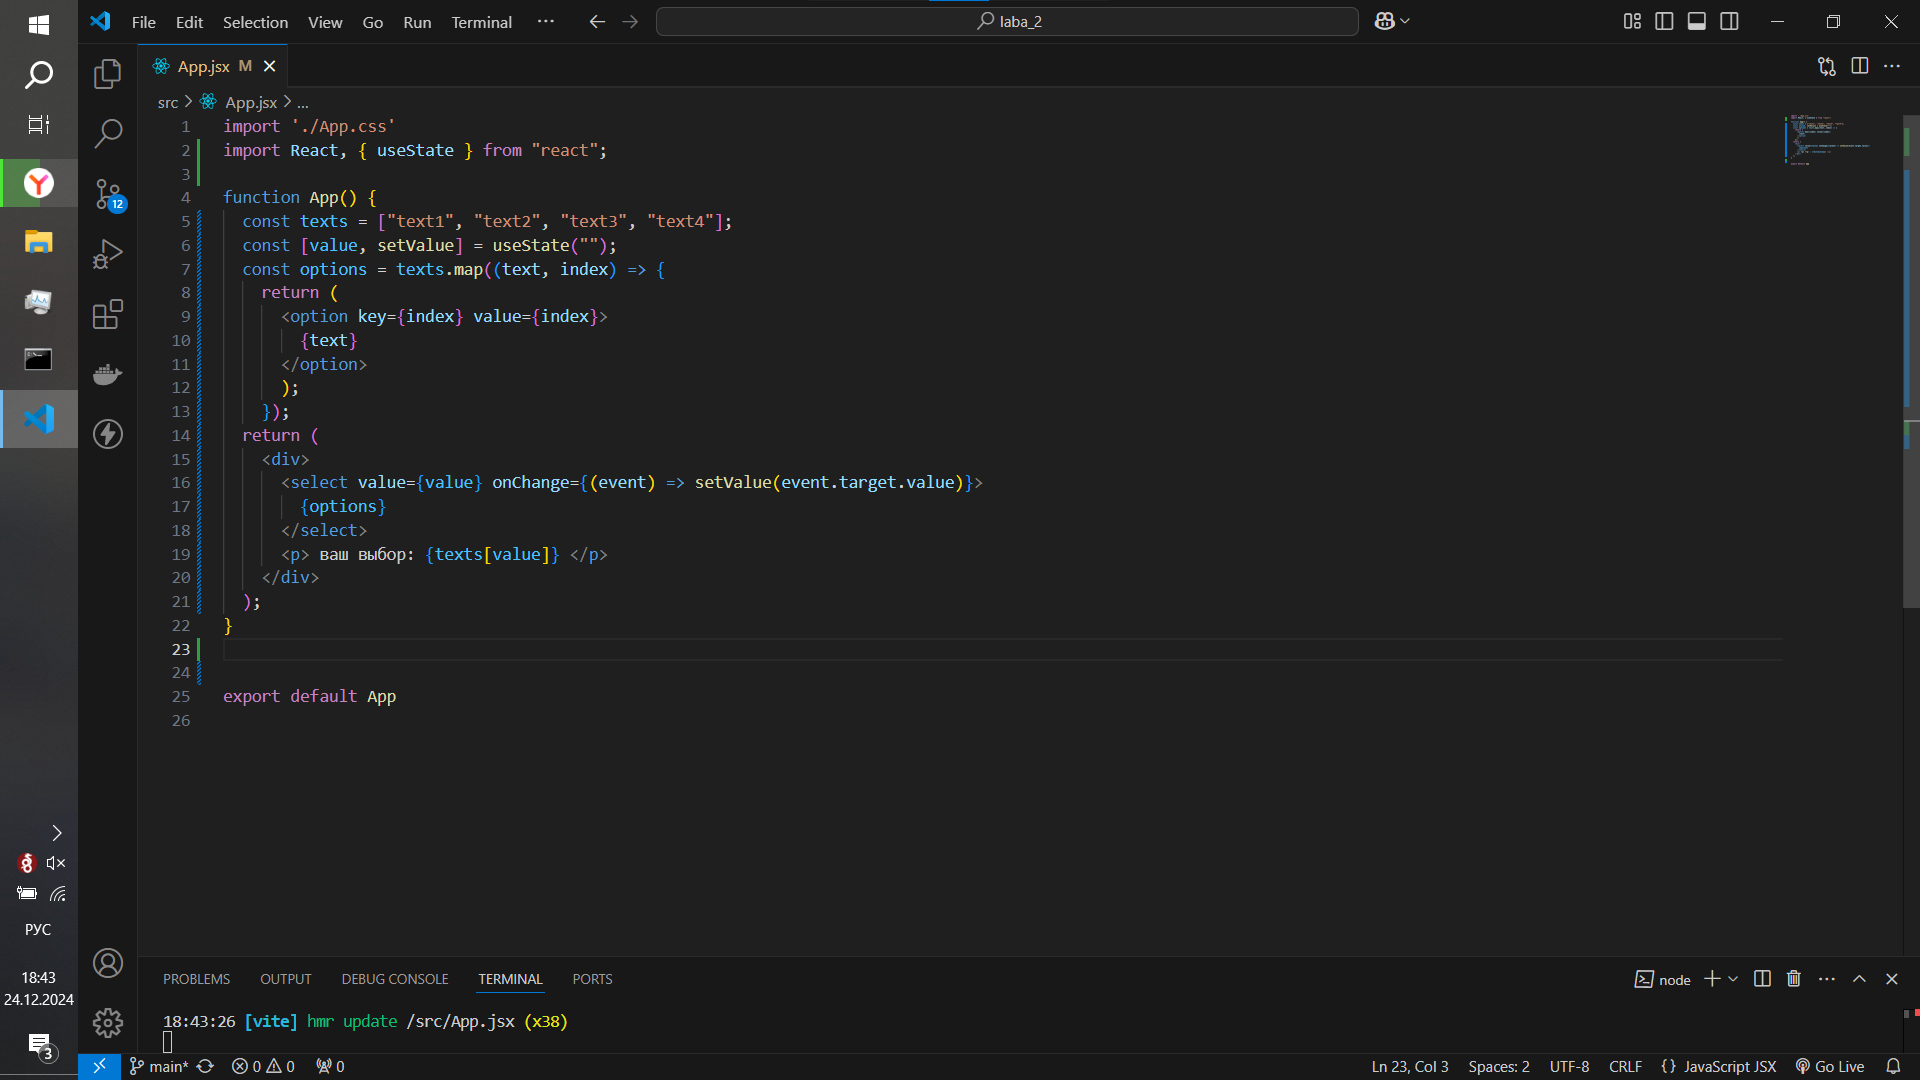 File Edit Selection View Go Run Terminal ··· laba_2
App.jsx M
src > App.jsx > ...
1 import './App.css'
2 import React, { useState } from "react";
3
4 function App() {
5 const texts = ["text1", "text2", "text3", "text4"];
6 const [value, setValue] = useState("");
7 const options = texts.map((text, index) => {
8 return (
9 <option key={index} value={index}>
10 {text}
11 </option>
12 );
13 });
14 return (
15 <div>
16 <select value={value} onChange={(event) => setValue(event.target.value)}>
17 {options}
18 </select>
19 <p> ваш выбор: {texts[value]} </p>
20 </div>
21 );
22 }
23
24
25 export default App
26
12
РУС
18:43
24.12.2024
3
PROBLEMS OUTPUT DEBUG CONSOLE TERMINAL PORTS node
18:43:26 [vite] hmr update /src/App.jsx (x38)
main* 0 0 0 Ln 23, Col 3 Spaces: 2 UTF-8 CRLF {} JavaScript JSX Go Live